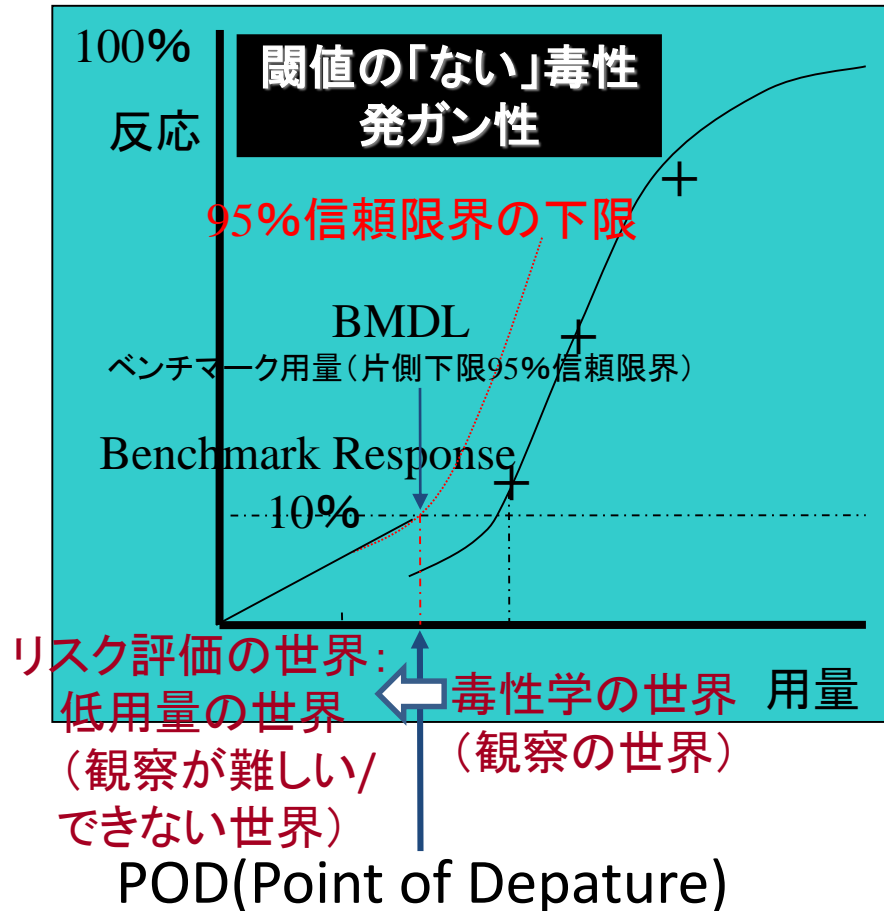 100%
反応
閾値の「ない」毒性
発ガン性
95%信頼限界の下限
BMDL
ベンチマーク用量（片側下限95%信頼限界）
Benchmark Response
10%
リスク評価の世界：
低用量の世界
（観察が難しい/
できない世界）
毒性学の世界
（観察の世界）
用量
POD(Point of Depature)